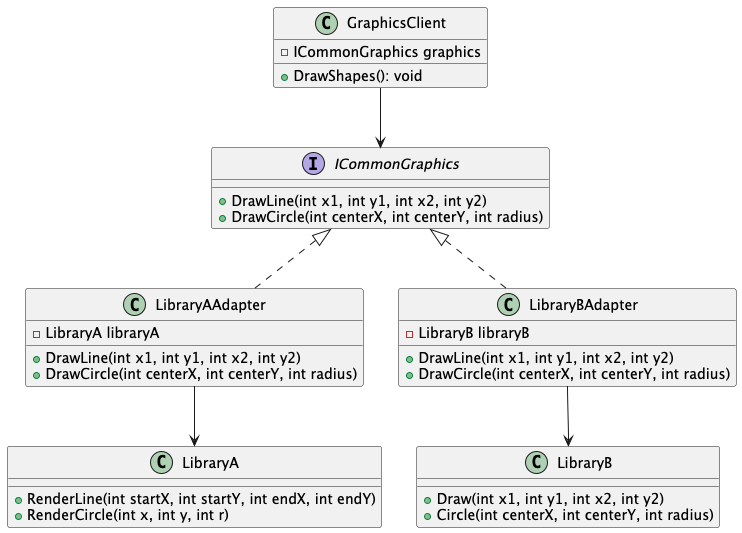 C GraphicsClient
ICommonGraphics graphics
DrawShapes(): void
I ICommonGraphics
DrawLine(int x1, int y1, int x2, int y2)
DrawCircle(int centerX, int centerY, int radius)
C LibraryAAdapter
LibraryA libraryA
DrawLine(int x1, int y1, int x2, int y2)
DrawCircle(int centerX, int centerY, int radius)
C LibraryBAdapter
LibraryB libraryB
DrawLine(int x1, int y1, int x2, int y2)
DrawCircle(int centerX, int centerY, int radius)
C LibraryA
RenderLine(int startX, int startY, int endX, int endY)
RenderCircle(int x, int y, int r)
C LibraryB
Draw(int x1, int y1, int x2, int y2)
Circle(int centerX, int centerY, int radius)